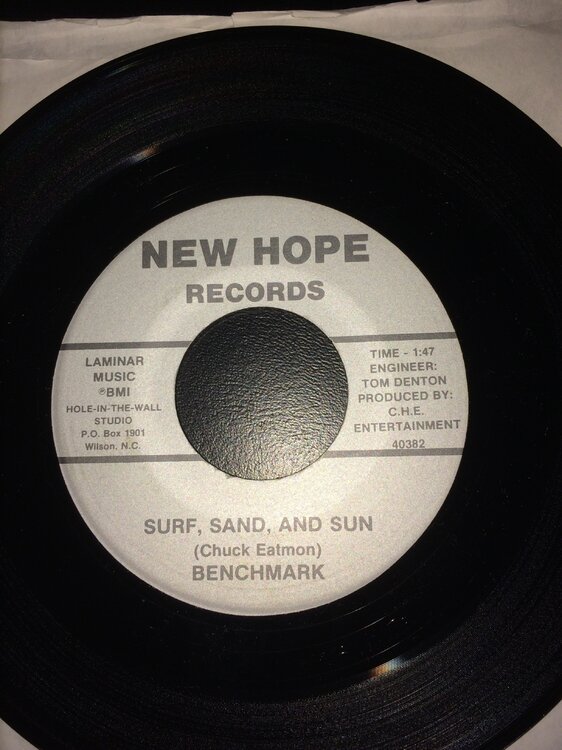 NEW HOPE
RECORDS
LAMINAR
MUSIC
℗BMI
HOLE-IN-THE-WALL
STUDIO
P.O. Box 1901
Wilson, N.C.
TIME - 1:47
ENGINEER:
TOM DENTON
PRODUCED BY:
C.H.E.
ENTERTAINMENT
40382
SURF, SAND, AND SUN
(Chuck Eatmon)
BENCHMARK